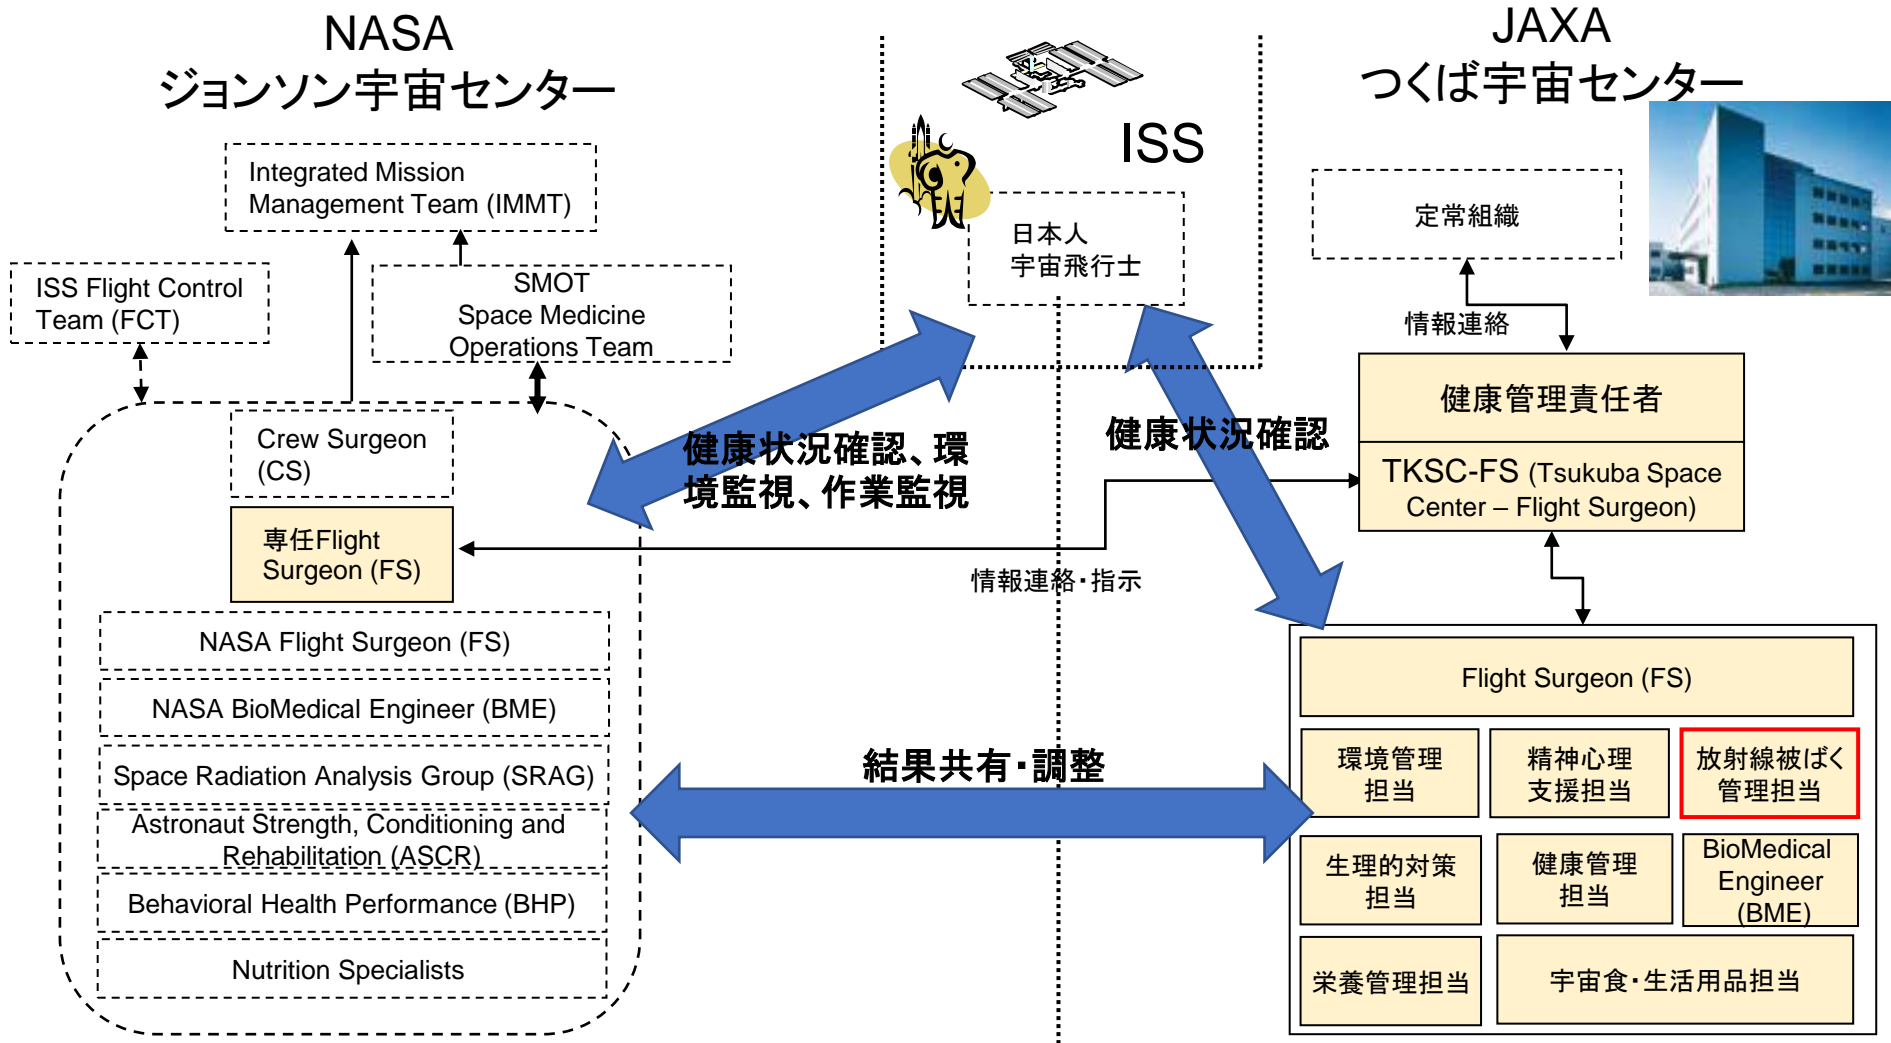 NASA
ジョンソン宇宙センター
Integrated Mission
Management Team (IMMT)
ISS Flight Control
Team (FCT)
SMOT
Space Medicine
Operations Team
Crew Surgeon
(CS)
専任Flight
Surgeon (FS)
NASA Flight Surgeon (FS)
NASA BioMedical Engineer (BME)
Space Radiation Analysis Group (SRAG)
Astronaut Strength, Conditioning and
Rehabilitation (ASCR)
Behavioral Health Performance (BHP)
Nutrition Specialists
ISS
日本人
宇宙飛行士
健康状況確認、環
境監視、作業監視
健康状況確認
情報連絡・指示
結果共有・調整
JAXA
つくば宇宙センター
定常組織
情報連絡
健康管理責任者
TKSC-FS (Tsukuba Space
Center – Flight Surgeon)
Flight Surgeon (FS)
環境管理
担当
精神心理
支援担当
放射線被ばく
管理担当
生理的対策
担当
健康管理
担当
BioMedical
Engineer
(BME)
栄養管理担当
宇宙食・生活用品担当